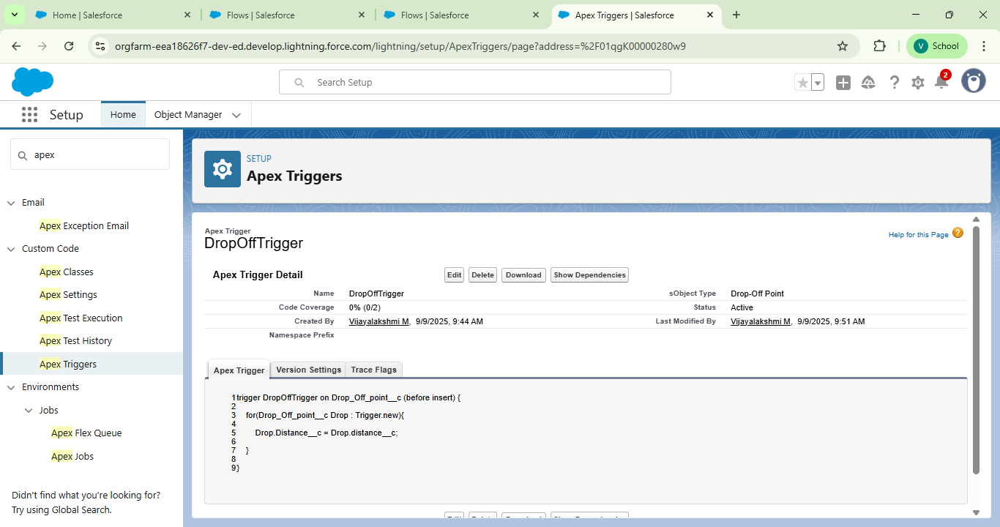 Home | Salesforce
Flows | Salesforce
Flows | Salesforce
Apex Triggers | Salesforce
orgfarm-eea18626f7-dev-ed.develop.lightning.force.com/lightning/setup/ApexTriggers/page?address=%2F01qgK00000280w9
V School
Search Setup
2
Setup
Home
Object Manager
apex
Email
Apex Exception Email
Custom Code
Apex Classes
Apex Settings
Apex Test Execution
Apex Test History
Apex Triggers
Environments
Jobs
Apex Flex Queue
Apex Jobs
Didn't find what you're looking for?
Try using Global Search.
SETUP
Apex Triggers
Apex Trigger
DropOffTrigger
Help for this Page ?
Apex Trigger Detail
Edit Delete Download Show Dependencies
Name DropOffTrigger sObject Type Drop-Off Point
Code Coverage 0% (0/2) Status Active
Created By Vijayalakshmi M, 9/9/2025, 9:44 AM Last Modified By Vijayalakshmi M, 9/9/2025, 9:51 AM
Namespace Prefix
Apex Trigger Version Settings Trace Flags
1 trigger DropOffTrigger on Drop_Off_point__c (before insert) {
2
3 for(Drop_Off_point__c Drop : Trigger.new){
4
5 Drop.Distance__c = Drop.distance__c;
6
7 }
8
9 }